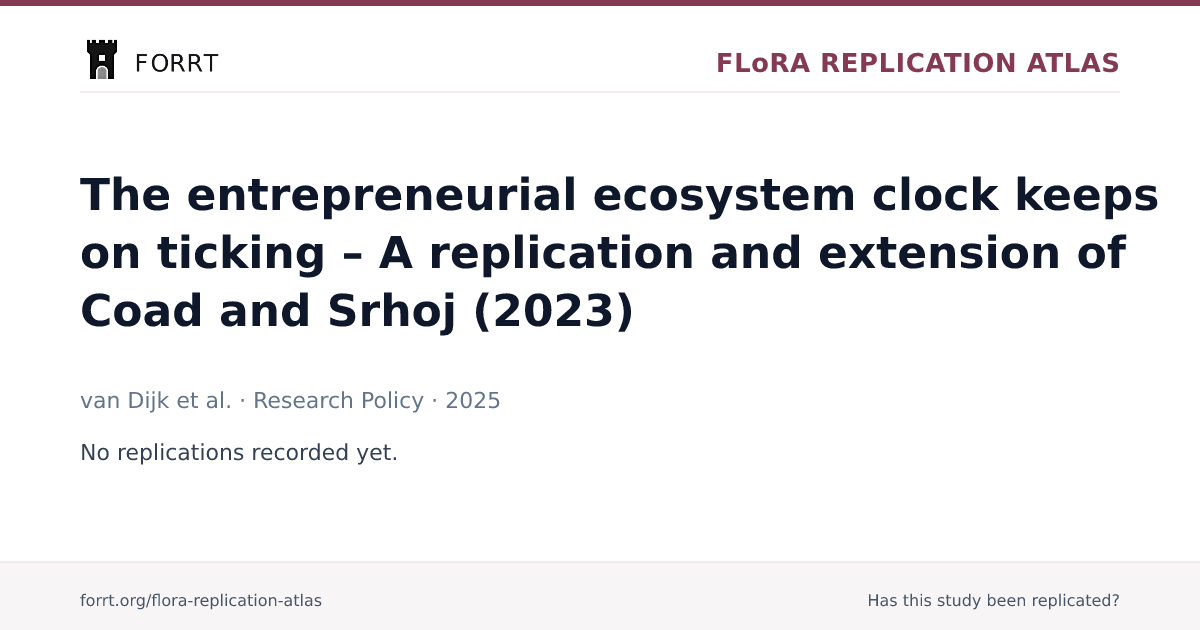 FORRT
FLoRA REPLICATION ATLAS
The entrepreneurial ecosystem clock keeps
on ticking – A replication and extension of
Coad and Srhoj (2023)
van Dijk et al. · Research Policy · 2025
No replications recorded yet.
forrt.org/flora-replication-atlas
Has this study been replicated?